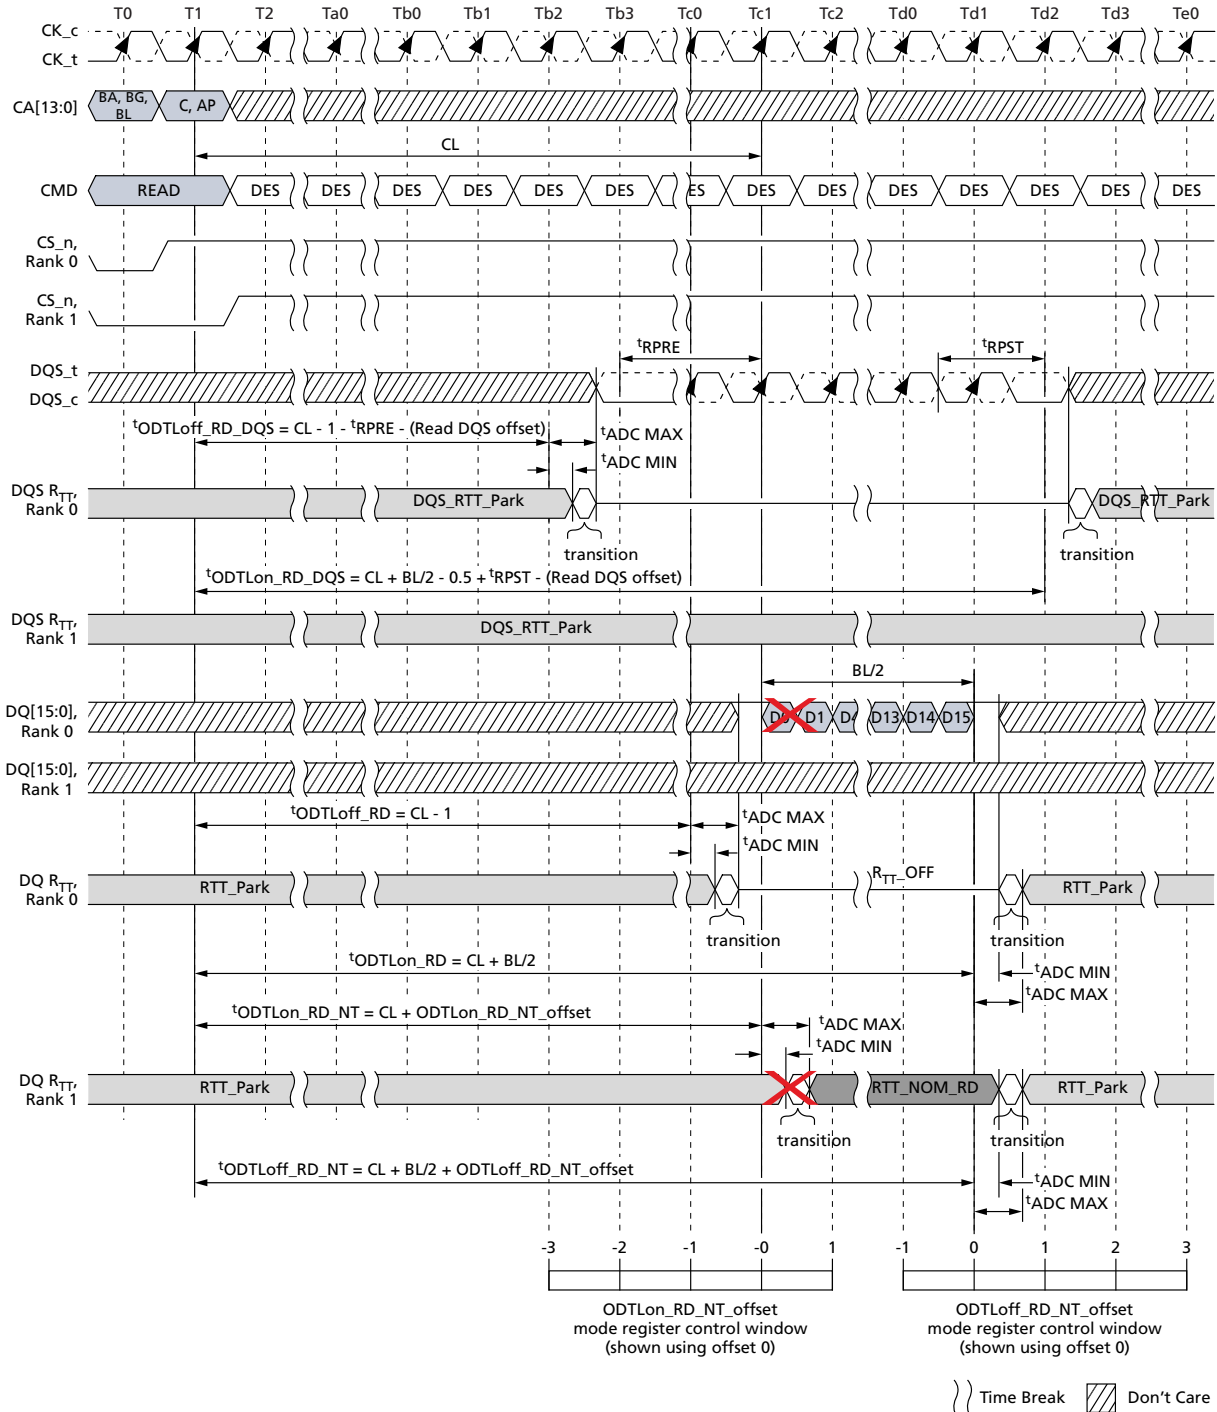 T0 T1 T2 Ta0 Tb0 Tb1 Tb2 Tb3 Tc0 Tc1 Tc2 Td0 Td1 Td2 Td3 Te0
CK_c
CK_t
CA[13:0]
BA, BG,
BL
C, AP
CL
CMD READ DES DES DES DES DES DES ES DES DES DES DES DES DES DES
CS_n,
Rank 0
CS_n,
Rank 1
tRPRE
tRPST
DQS_t
DQS_c
tODTLoff_RD_DQS = CL - 1 - tRPRE - (Read DQS offset)
tADC MAX
tADC MIN
DQS RTT,
Rank 0
DQS_RTT_Park
DQS_RTT_Park
transition
transition
tODTLon_RD_DQS = CL + BL/2 - 0.5 + tRPST - (Read DQS offset)
DQS RTT,
Rank 1
DQS_RTT_Park
BL/2
DQ[15:0],
Rank 0
D0 D1 D4 D13 D14 D15
DQ[15:0],
Rank 1
tODTLoff_RD = CL - 1
tADC MAX
tADC MIN
DQ RTT,
Rank 0
RTT_Park
RTT_OFF
RTT_Park
transition
transition
tODTLon_RD = CL + BL/2
tADC MIN
tADC MAX
tODTLon_RD_NT = CL + ODTLon_RD_NT_offset
tADC MAX
tADC MIN
DQ RTT,
Rank 1
RTT_Park
RTT_NOM_RD
RTT_Park
transition
transition
tODTLoff_RD_NT = CL + BL/2 + ODTLoff_RD_NT_offset
tADC MIN
tADC MAX
-3 -2 -1 -0 1 -1 0 1 2 3
ODTLon_RD_NT_offset
mode register control window
(shown using offset 0)
ODTLoff_RD_NT_offset
mode register control window
(shown using offset 0)
Time Break
Don't Care